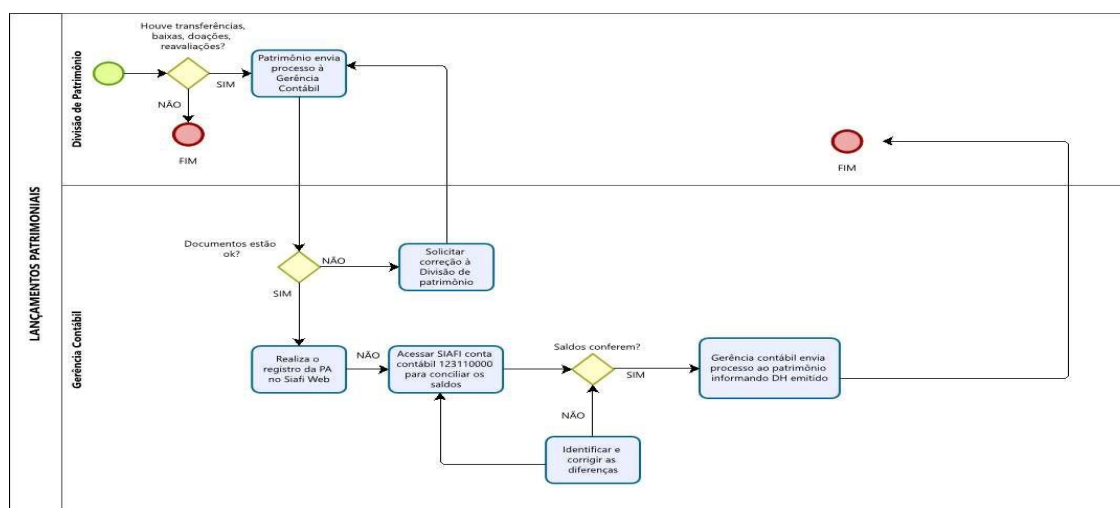 LANÇAMENTOS PATRIMONIAIS
Divisão de Patrimônio
Houve transferências,
baixas, doações,
reavaliações?
SIM
NÃO
FIM
Patrimônio envia
processo à
Gerência
Contábil
FIM
Gerência Contábil
Documentos estão
ok?
NÃO
SIM
Solicitar
correção à
Divisão de
patrimônio
Realiza o
registro da PA
no Siafi Web
NÃO
Acessar SIAFI conta
contábil 123110000
para conciliar os
saldos
Saldos conferem?
SIM
NÃO
Identificar e
corrigir as
diferenças
Gerência contábil envia
processo ao patrimônio
informando DH emitido